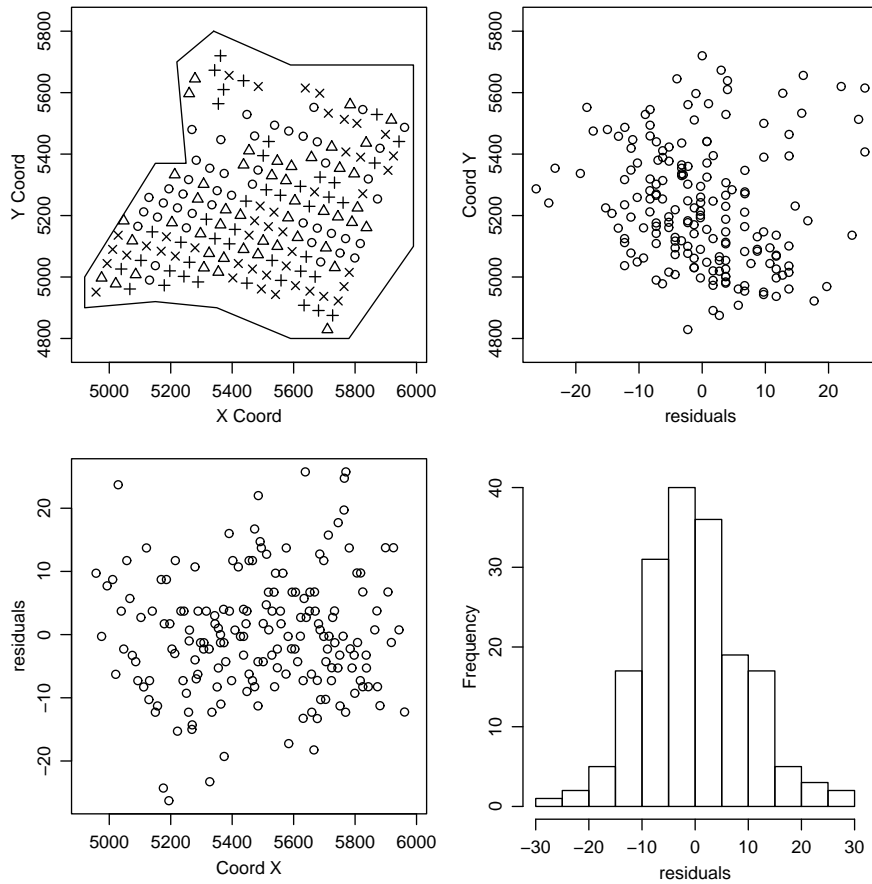 4800 5000 5200 5400 5600 5800
Y Coord
5000 5200 5400 5600 5800 6000
X Coord
4800 5000 5200 5400 5600 5800
Coord Y
−20 −10 0 10 20
residuals
−20 −10 0 10 20
residuals
5000 5200 5400 5600 5800 6000
Coord X
0 10 20 30 40
Frequency
−30 −20 −10 0 10 20 30
residuals